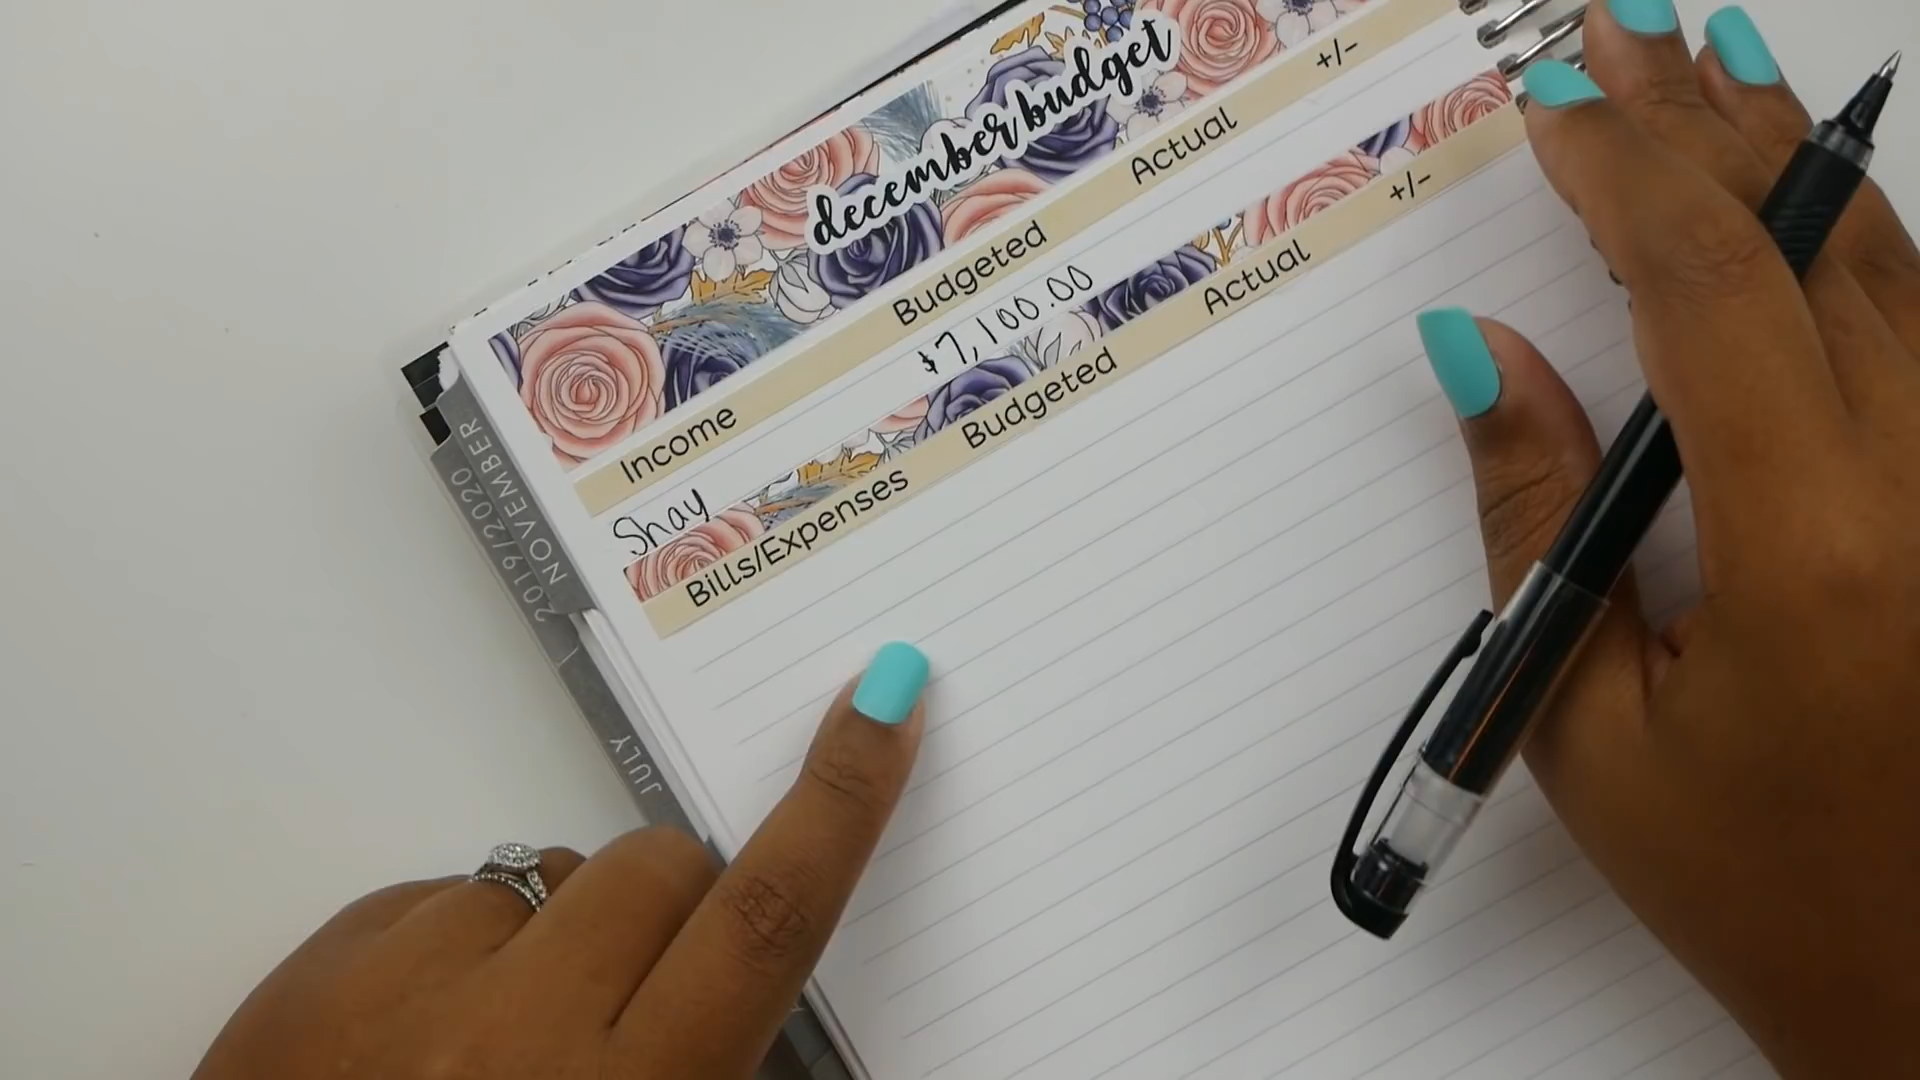 december budget
Income Budgeted Actual +/-
Shay $7,100.00
Bills/Expenses Budgeted Actual +/-
2019/2020
NOVEMBER
JULY